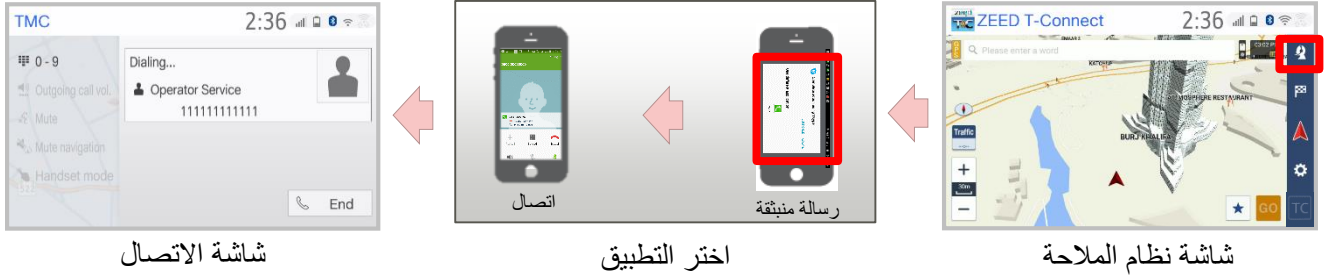 TMC
2:36
0 - 9
Outgoing call vol.
Mute
Mute navigation
Handset mode
Dialing...
Operator Service
111111111111
End
شاشة الاتصال
اتصال
رسالة منبثقة
اختر التطبيق
ZEED T-Connect
2:36
Please enter a word
ATMOSPHERE RESTAURANT
BURJ KHALIFA
Traffic
+
30m
−
GO
TC
شاشة نظام الملاحة